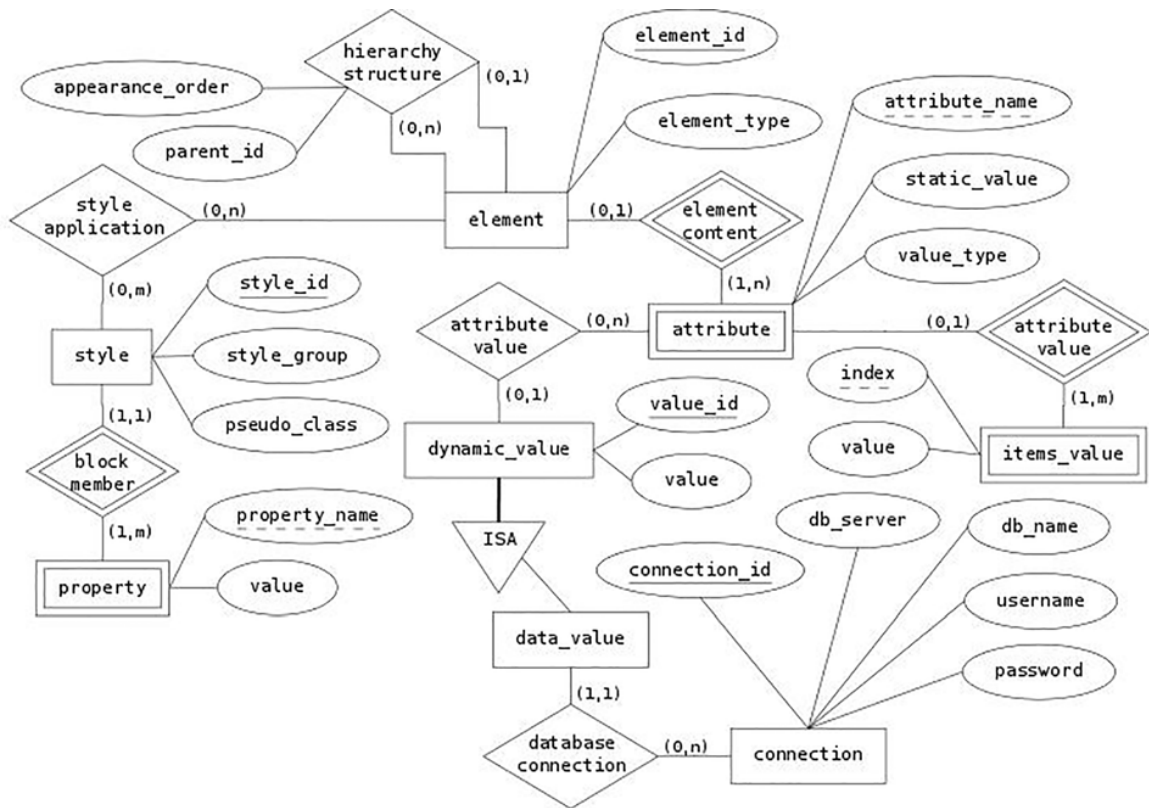 hierarchy
structure
(0,1)
(0,n)
element_id
appearance_order
parent_id
element_type
attribute_name
style
application
(0,n)
element
(0,1)
element
content
static_value
value_type
(0,m)
style_id
(1,n)
attribute
value
(0,n)
attribute
(0,1)
attribute
value
style
style_group
pseudo_class
(0,1)
value_id
index
(1,m)
(1,1)
block
member
dynamic_value
value
value
items_value
(1,m)
property_name
ISA
db_server
db_name
property
value
connection_id
username
data_value
password
(1,1)
database
connection
(0,n)
connection